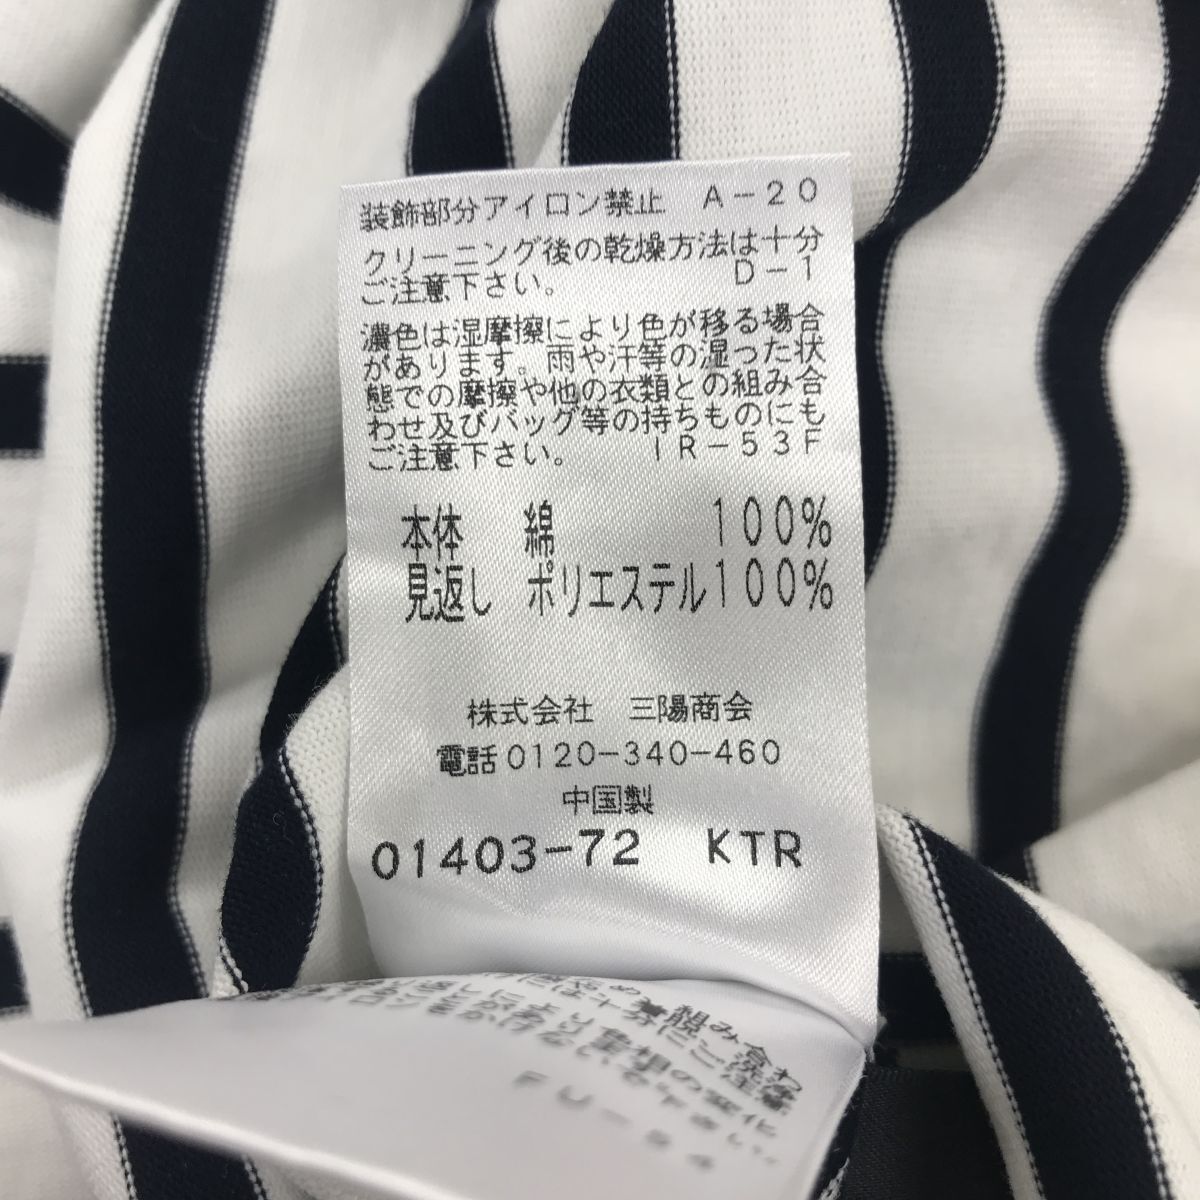 装飾部分アイロン禁止 A-20
クリーニング後の乾燥方法は十分
ご注意下さい。 D-1
濃色は湿摩擦により色が移る場合
があります。雨や汗等の湿った状
態での摩擦や他の衣類との組み合
わせ及びバッグ等の持ちものにも
ご注意下さい。 IR-53F
本体 綿 100%
見返し ポリエステル100%
株式会社 三陽商会
電話0120-340-460
中国製
01403-72 KTR
組み合わ
FU-94